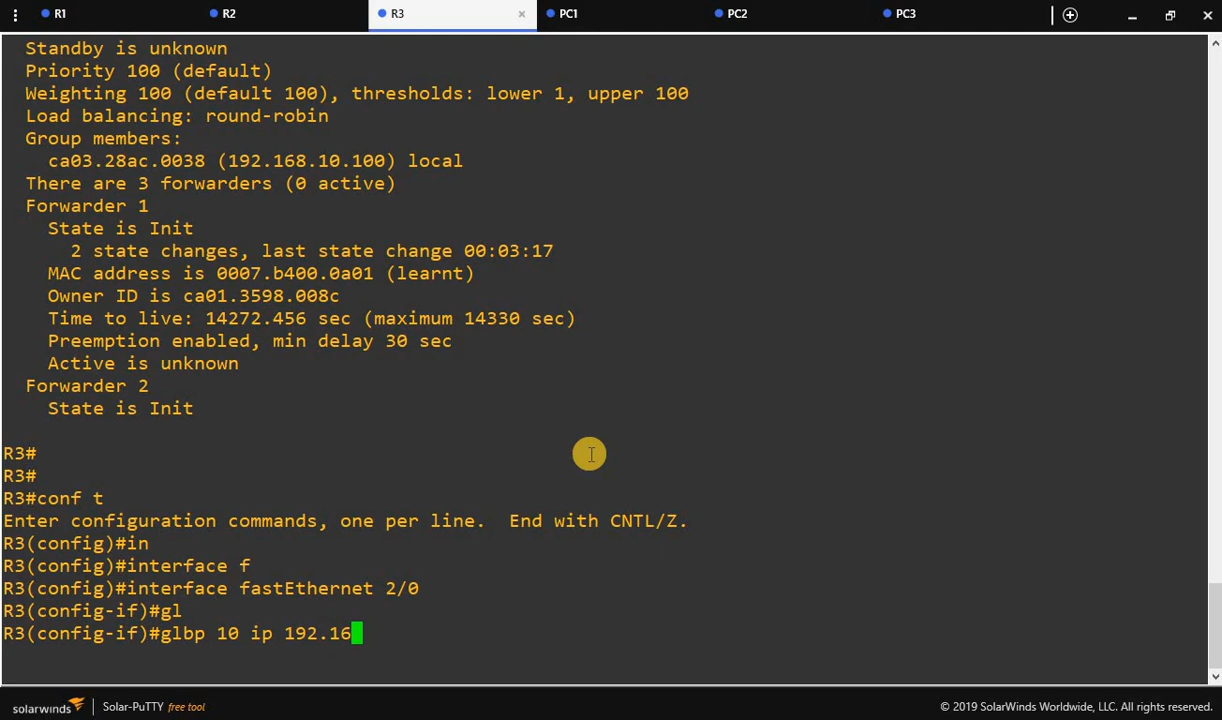 R1
R2
R3
PC1
PC2
PC3
Standby is unknown
Priority 100 (default)
Weighting 100 (default 100), thresholds: lower 1, upper 100
Load balancing: round-robin
Group members:
ca03.28ac.0038 (192.168.10.100) local
There are 3 forwarders (0 active)
Forwarder 1
State is Init
2 state changes, last state change 00:03:17
MAC address is 0007.b400.0a01 (learnt)
Owner ID is ca01.3598.008c
Time to live: 14272.456 sec (maximum 14330 sec)
Preemption enabled, min delay 30 sec
Active is unknown
Forwarder 2
State is Init
R3#
R3#
R3#conf t
Enter configuration commands, one per line.  End with CNTL/Z.
R3(config)#in
R3(config)#interface f
R3(config)#interface fastEthernet 2/0
R3(config-if)#gl
R3(config-if)#glbp 10 ip 192.16
solarwinds
Solar-PuTTY free tool
© 2019 SolarWinds Worldwide, LLC. All rights reserved.